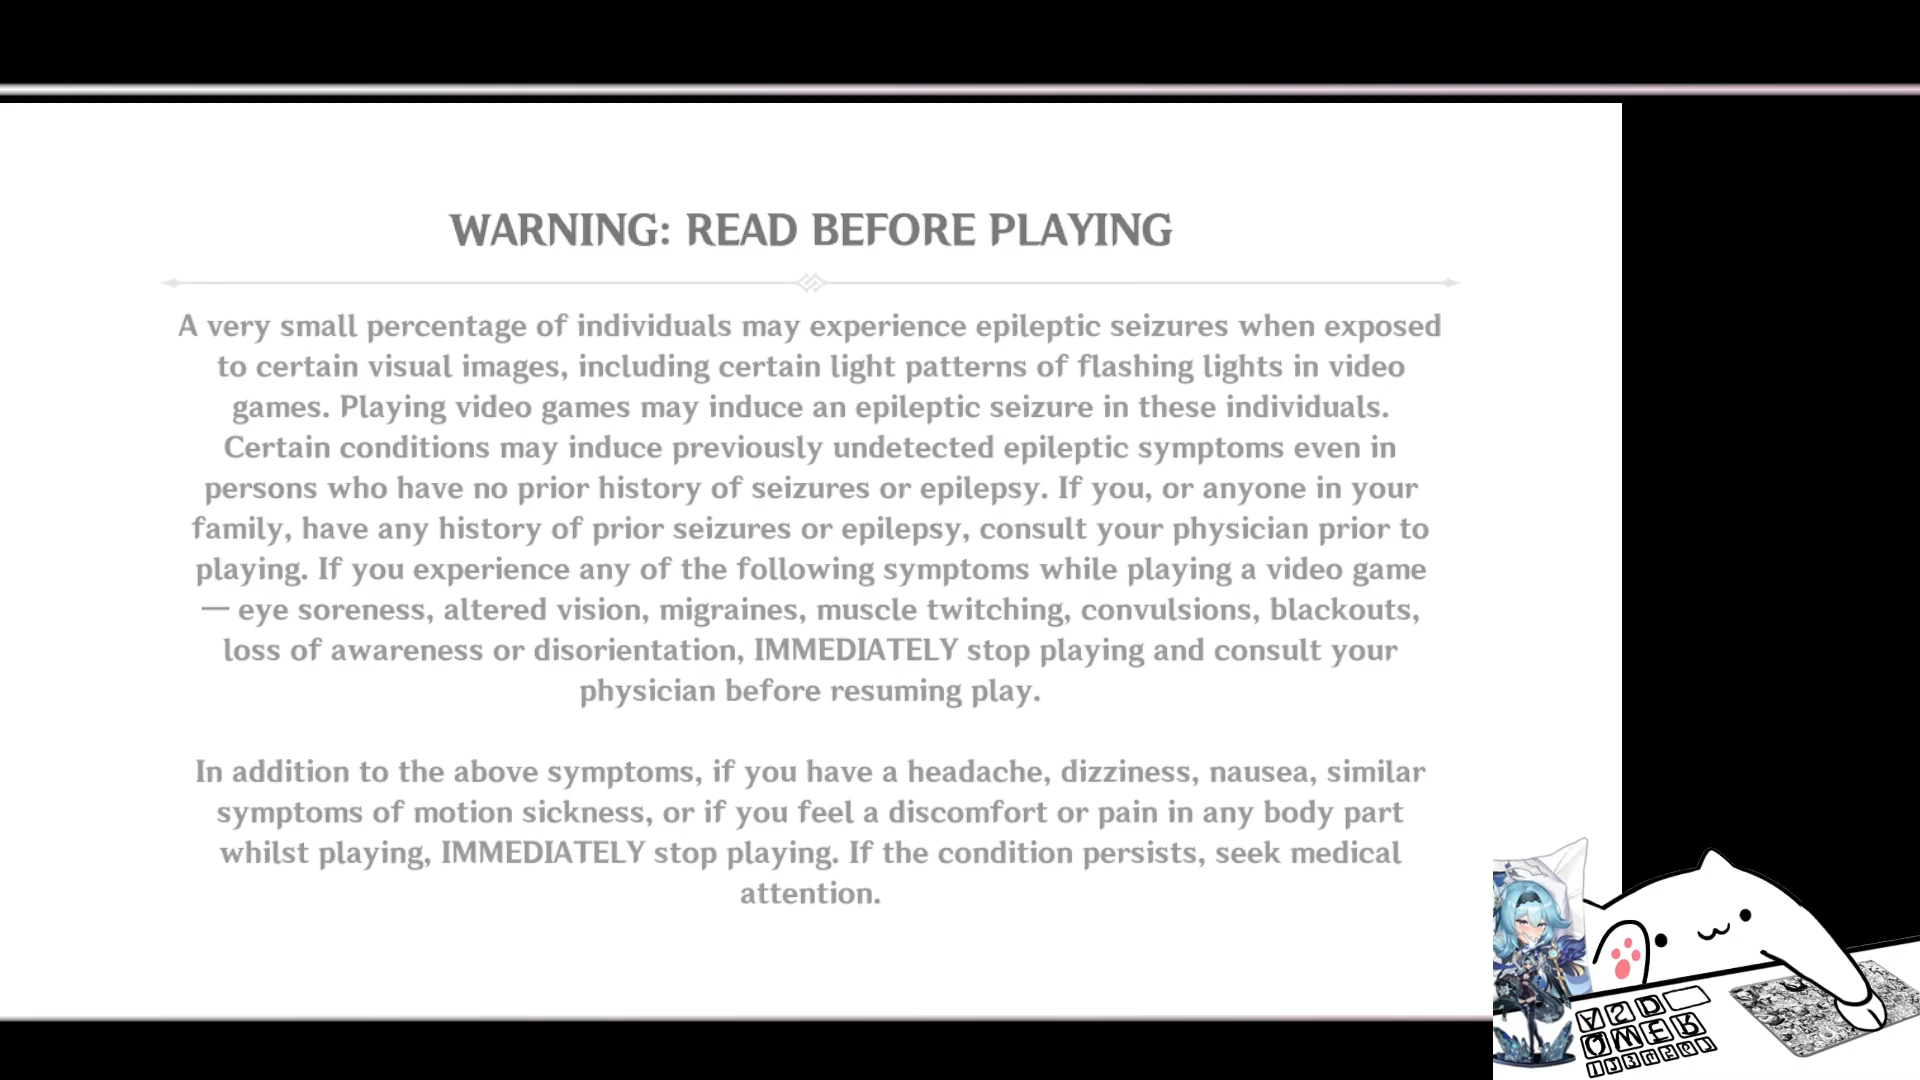 WARNING: READ BEFORE PLAYING
A very small percentage of individuals may experience epileptic seizures when exposed
to certain visual images, including certain light patterns of flashing lights in video
games. Playing video games may induce an epileptic seizure in these individuals.
Certain conditions may induce previously undetected epileptic symptoms even in
persons who have no prior history of seizures or epilepsy. If you, or anyone in your
family, have any history of prior seizures or epilepsy, consult your physician prior to
playing. If you experience any of the following symptoms while playing a video game
— eye soreness, altered vision, migraines, muscle twitching, convulsions, blackouts,
loss of awareness or disorientation, IMMEDIATELY stop playing and consult your
physician before resuming play.
In addition to the above symptoms, if you have a headache, dizziness, nausea, similar
symptoms of motion sickness, or if you feel a discomfort or pain in any body part
whilst playing, IMMEDIATELY stop playing. If the condition persists, seek medical
attention.
A S D
Q W E R